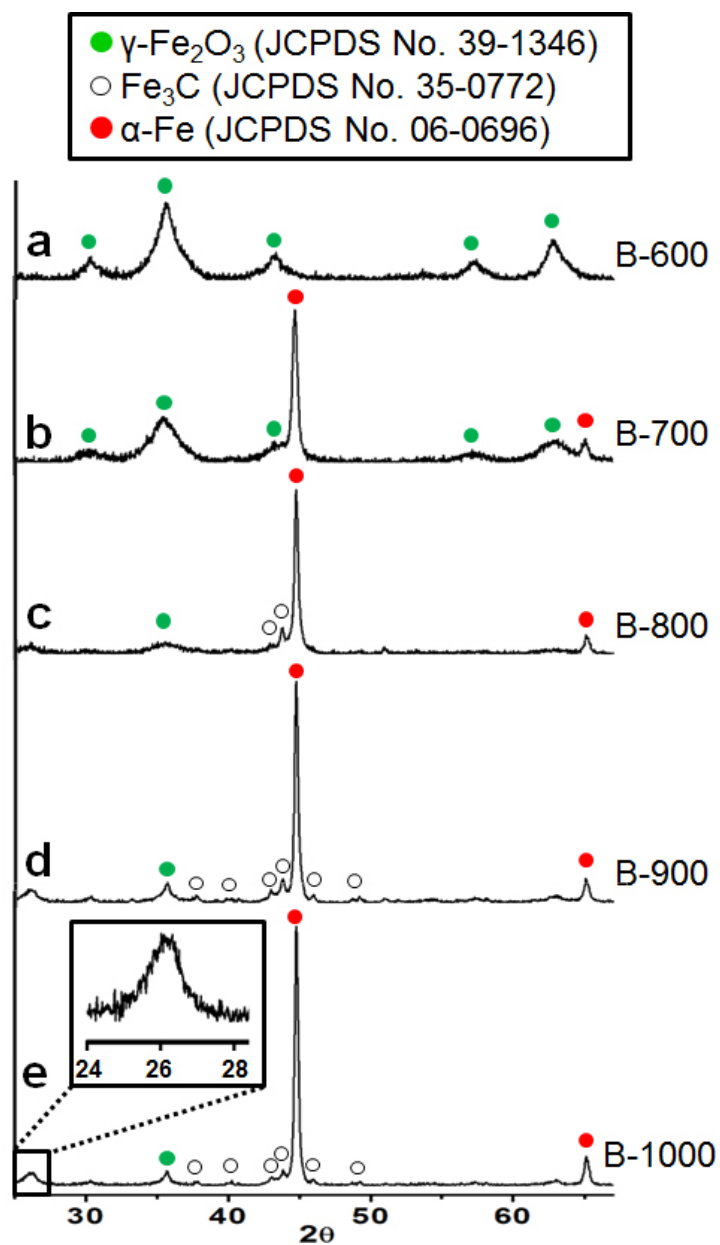 γ-Fe₂O₃ (JCPDS No. 39-1346)
Fe₃C (JCPDS No. 35-0772)
α-Fe (JCPDS No. 06-0696)
a
B-600
b
B-700
c
B-800
d
B-900
24 26 28
e
B-1000
30 40 50 60
2θ